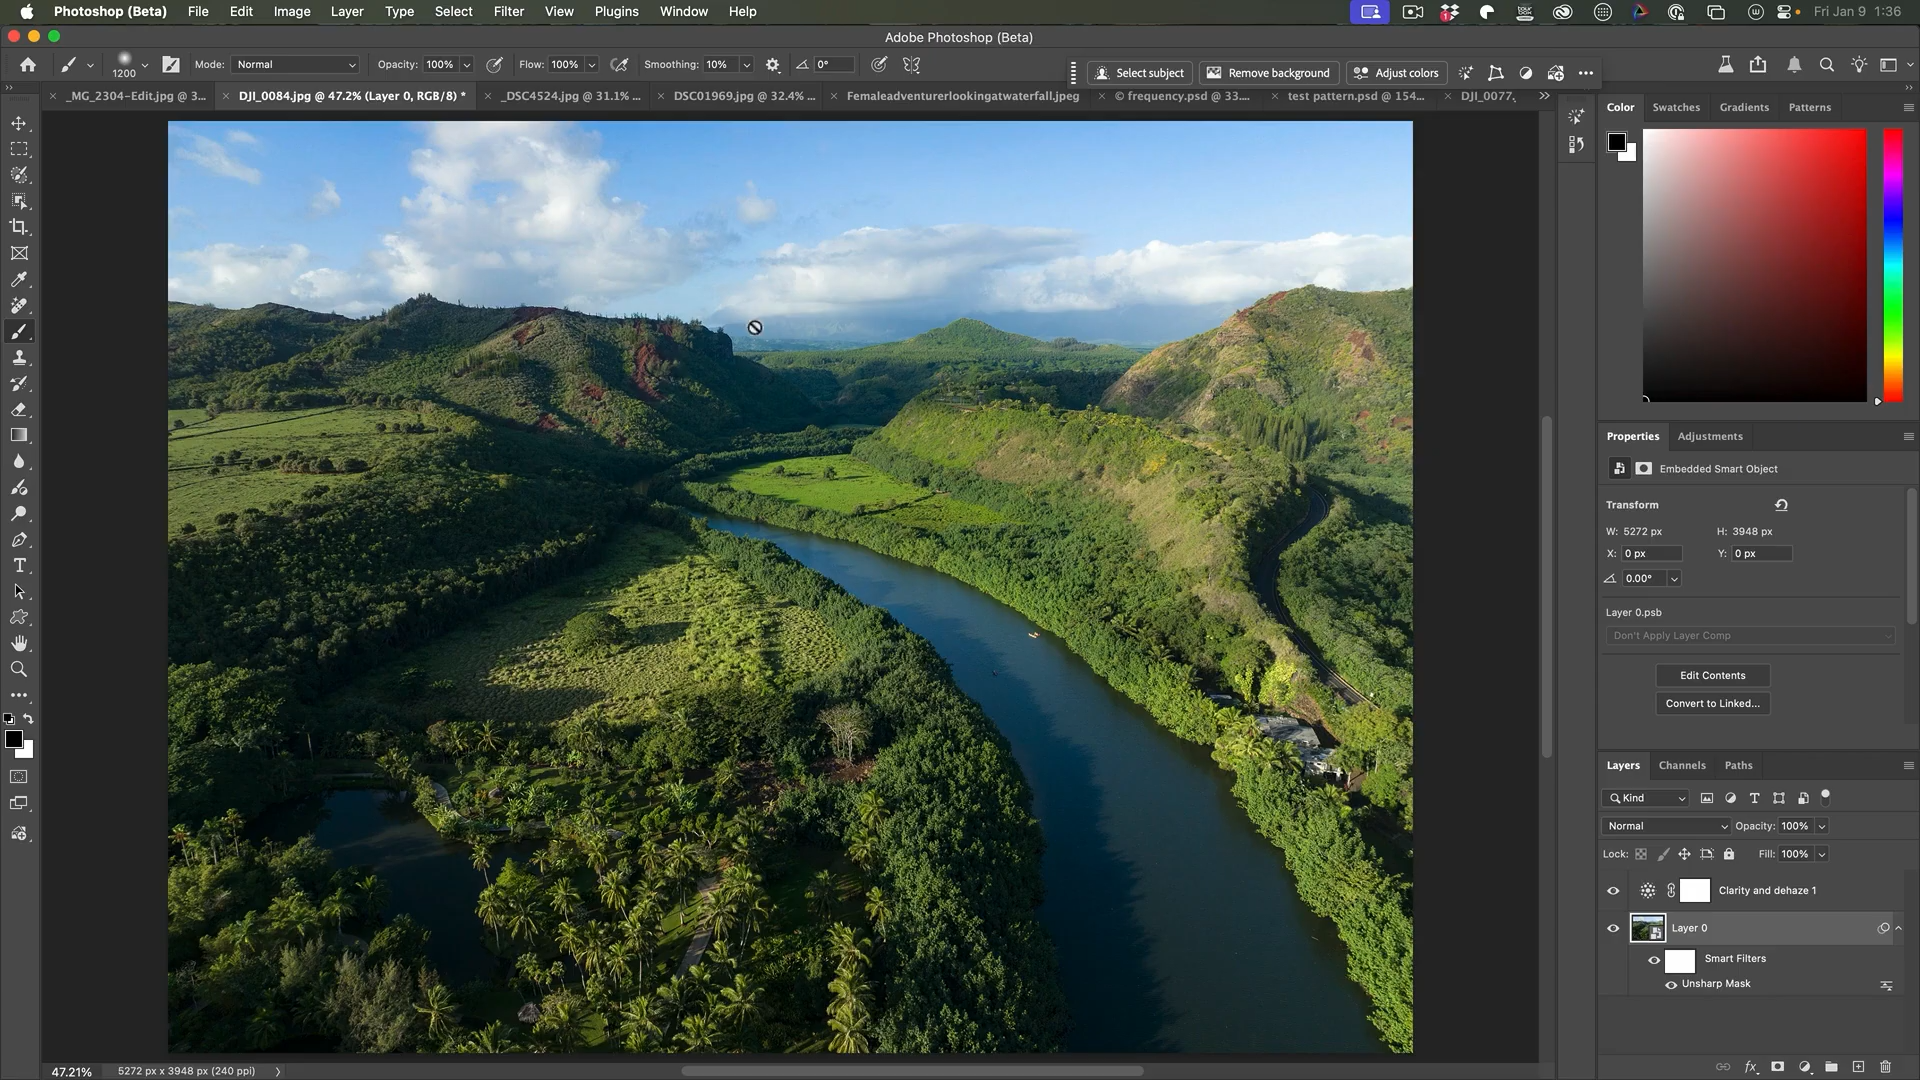 Photoshop (Beta) File Edit Image Layer Type Select Filter View Plugins Window Help Fri Jan 9 1:36
Adobe Photoshop (Beta)
1200 Mode: Normal Opacity: 100% Flow: 100% Smoothing: 10% 0° Select subject Remove background Adjust colors
_MG_2304-Edit.jpg @ 3... DJI_0084.jpg @ 47.2% (Layer 0, RGB/8) * _DSC4524.jpg @ 31.1% ... DSC01969.jpg @ 32.4% ... Femaleadventurerlookingatwaterfall.jpeg © frequency.psd @ 33.... test pattern.psd @ 154... DJI_0077.
Color Swatches Gradients Patterns
Properties Adjustments
Embedded Smart Object
Transform
W: 5272 px H: 3948 px
X: 0 px Y: 0 px
0.00°
Layer 0.psb
Don't Apply Layer Comp
Edit Contents
Convert to Linked...
Layers Channels Paths
Kind
Normal Opacity: 100%
Lock: Fill: 100%
Clarity and dehaze 1
Layer 0
Smart Filters
Unsharp Mask
47.21% 5272 px x 3948 px (240 ppi)